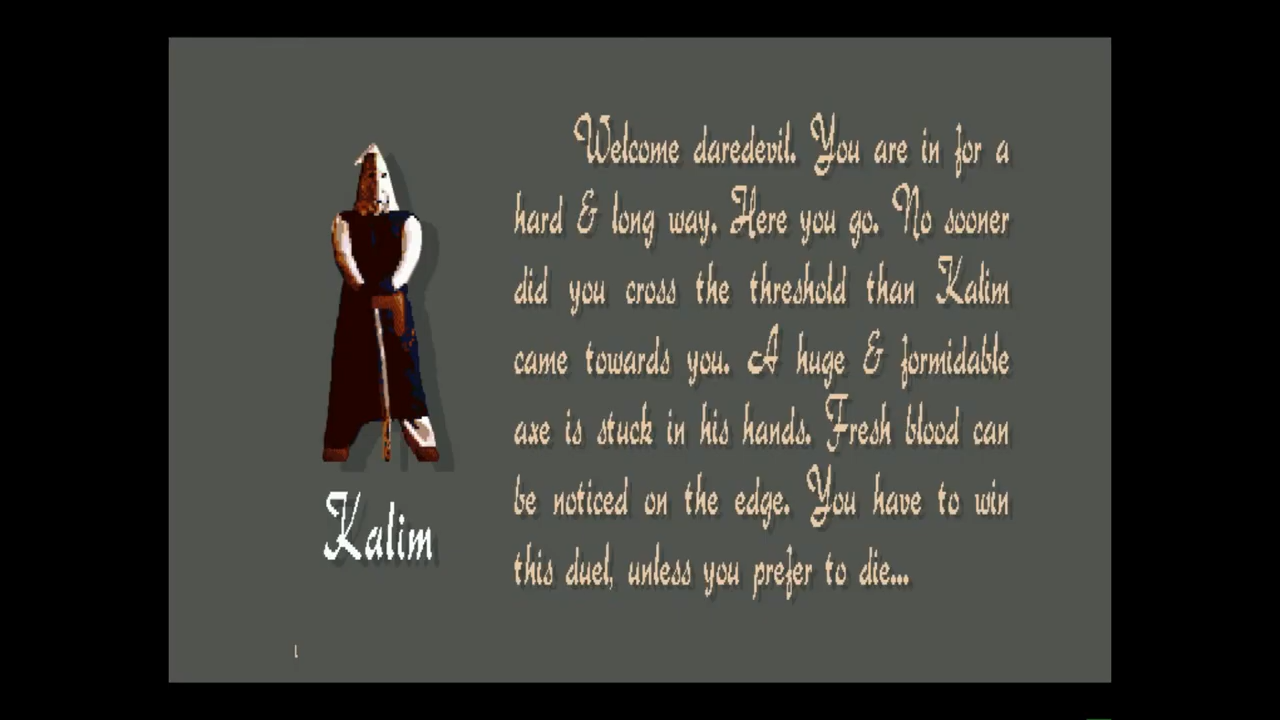 Welcome daredevil. You are in for a
hard & long way. Here you go. No sooner
did you cross the threshold than Kalim
came towards you. A huge & formidable
axe is stuck in his hands. Fresh blood can
be noticed on the edge. You have to win
this duel, unless you prefer to die...
Kalim